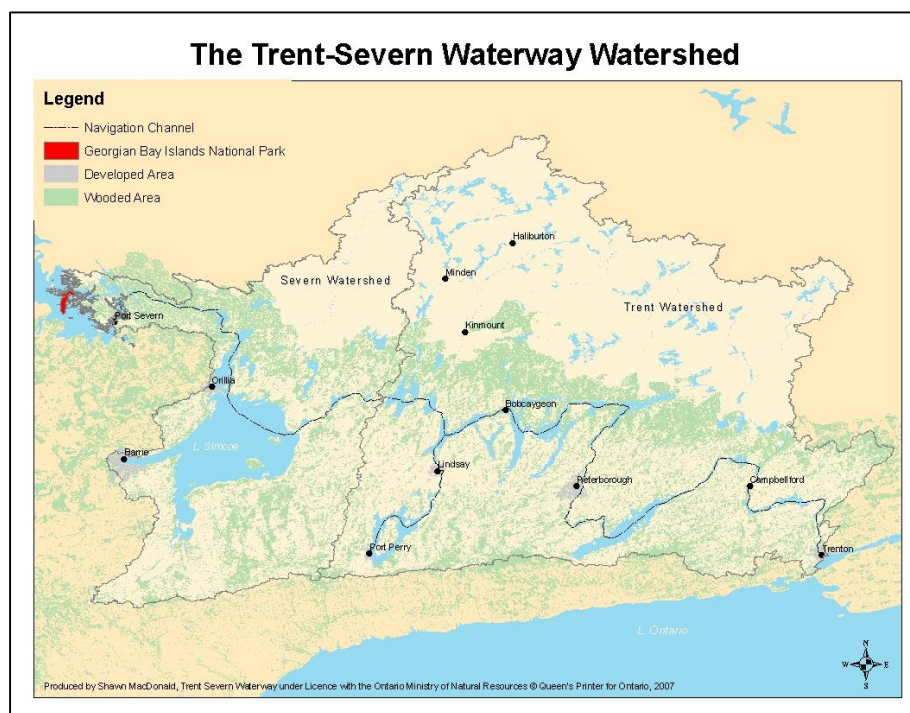 The Trent-Severn Waterway Watershed
Legend
Navigation Channel
Georgian Bay Islands National Park
Developed Area
Wooded Area
Haliburton
Minden
Severn Watershed
Trent Watershed
Port Severn
Kinmount
Orillia
Bobcaygeon
L. Simcoe
Barrie
Lindsay
Peterborough
Campbellford
Port Perry
Trenton
L. Ontario
N
W E
S
Produced by Shawn MacDonald, Trent Severn Waterway under Licence with the Ontario Ministry of Natural Resources © Queen's Printer for Ontario, 2007